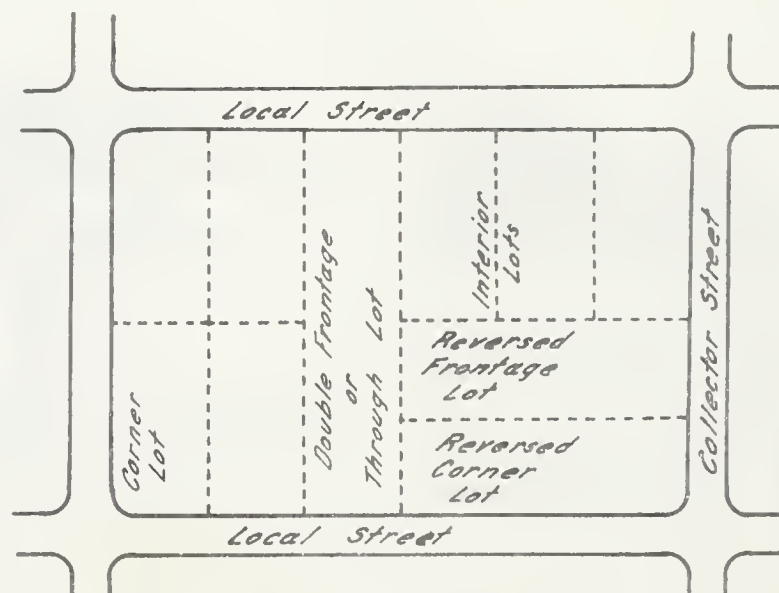 Local Street
Interior
Lots
Double Frontage
or
Through Lot
Reversed
Frontage
Lot
Corner
Lot
Reversed
Corner
Lot
Collector Street
Local Street